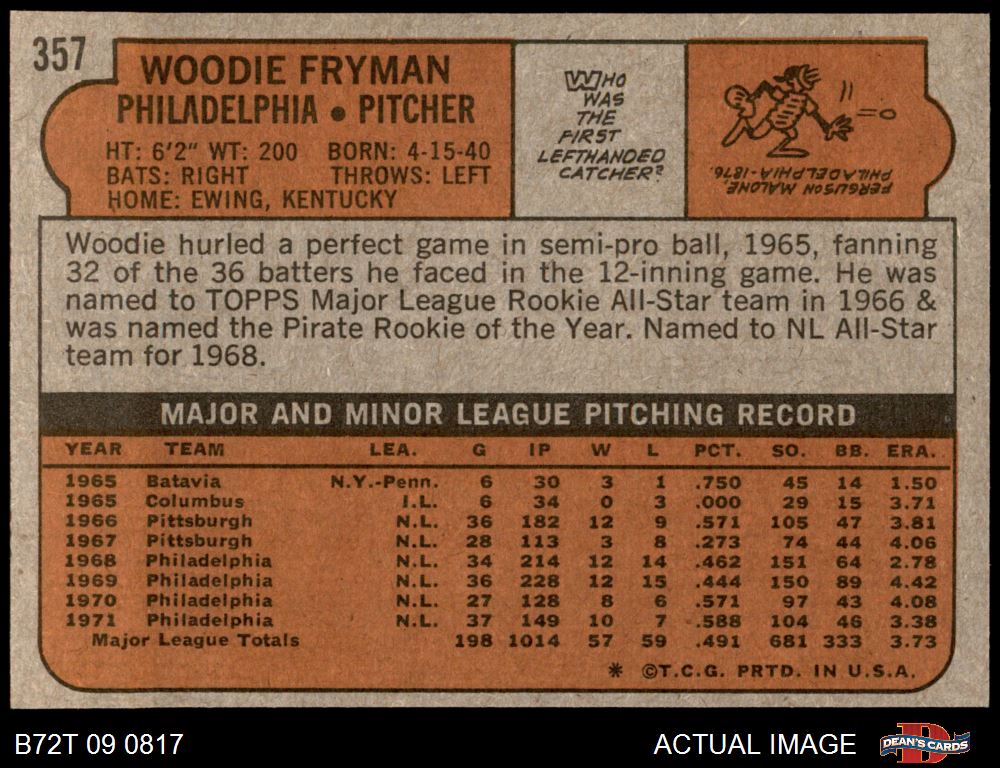 357
WOODIE FRYMAN
PHILADELPHIA • PITCHER
HT: 6'2" WT: 200 BORN: 4-15-40
BATS: RIGHT THROWS: LEFT
HOME: EWING, KENTUCKY
WHO
WAS
THE
FIRST
LEFTHANDED
CATCHER?
FERGUSON MALONE,
PHILADELPHIA-1876.
Woodie hurled a perfect game in semi-pro ball, 1965, fanning
32 of the 36 batters he faced in the 12-inning game. He was
named to TOPPS Major League Rookie All-Star team in 1966 &
was named the Pirate Rookie of the Year. Named to NL All-Star
team for 1968.
MAJOR AND MINOR LEAGUE PITCHING RECORD
YEAR TEAM LEA. G IP W L PCT. SO. BB. ERA.
1965 Batavia N.Y.-Penn. 6 30 3 1 .750 45 14 1.50
1965 Columbus I.L. 6 34 0 3 .000 29 15 3.71
1966 Pittsburgh N.L. 36 182 12 9 .571 105 47 3.81
1967 Pittsburgh N.L. 28 113 3 8 .273 74 44 4.06
1968 Philadelphia N.L. 34 214 12 14 .462 151 64 2.78
1969 Philadelphia N.L. 36 228 12 15 .444 150 89 4.42
1970 Philadelphia N.L. 27 128 8 6 .571 97 43 4.08
1971 Philadelphia N.L. 37 149 10 7 .588 104 46 3.38
Major League Totals 198 1014 57 59 .491 681 333 3.73
* ©T.C.G. PRTD. IN U.S.A.
B72T 09 0817
ACTUAL IMAGE
DEAN'S CARDS